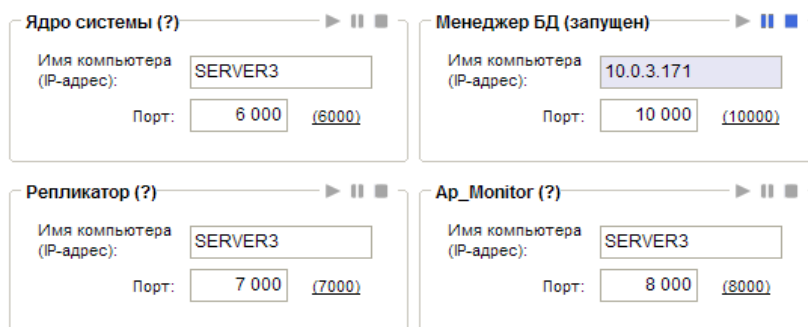 Ядро системы (?)
Имя компьютера
(IP-адрес):
SERVER3
Порт:
6 000
(6000)
Менеджер БД (запущен)
Имя компьютера
(IP-адрес):
10.0.3.171
Порт:
10 000
(10000)
Репликатор (?)
Имя компьютера
(IP-адрес):
SERVER3
Порт:
7 000
(7000)
Ap_Monitor (?)
Имя компьютера
(IP-адрес):
SERVER3
Порт:
8 000
(8000)